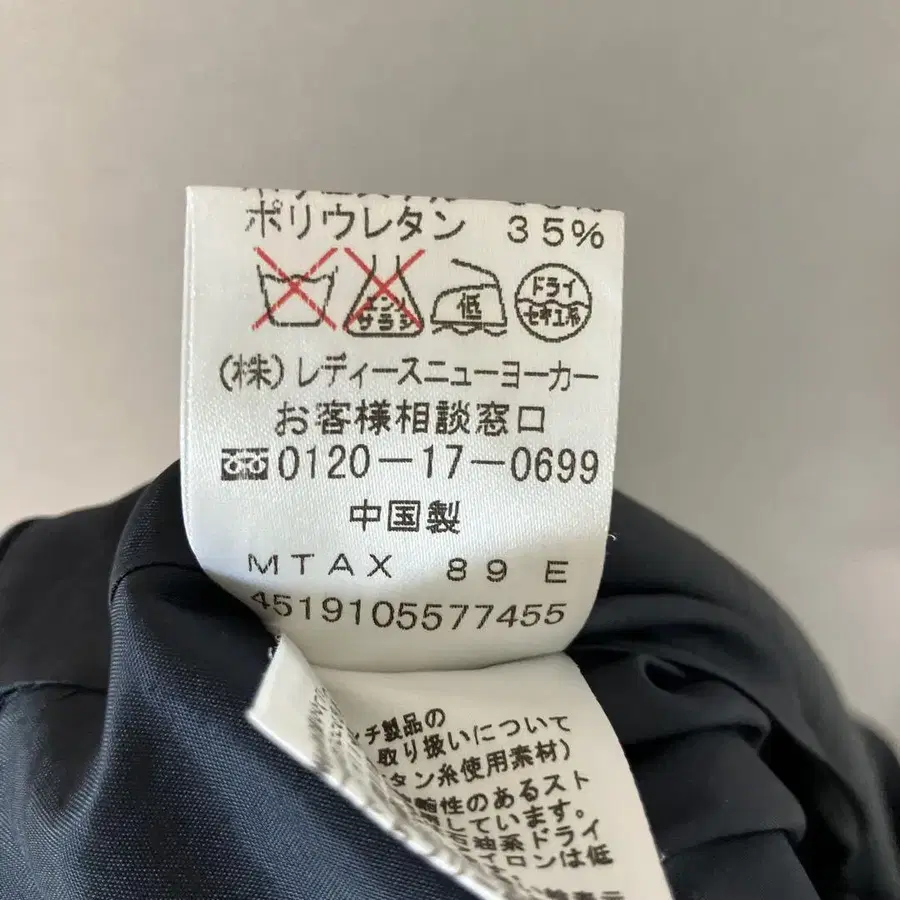 ポリウレタン 35%
エンソ
サラシ
低
ドライ
セキユ系
(株)レディースニューヨーカー
お客様相談窓口
0120-17-0699
中国製
MTAX 89 E
4519105577455
ンチ製品の
取り扱いについて
タン糸使用素材)
輸性のあるスト
しています。
石油系ドライ
イロンは低